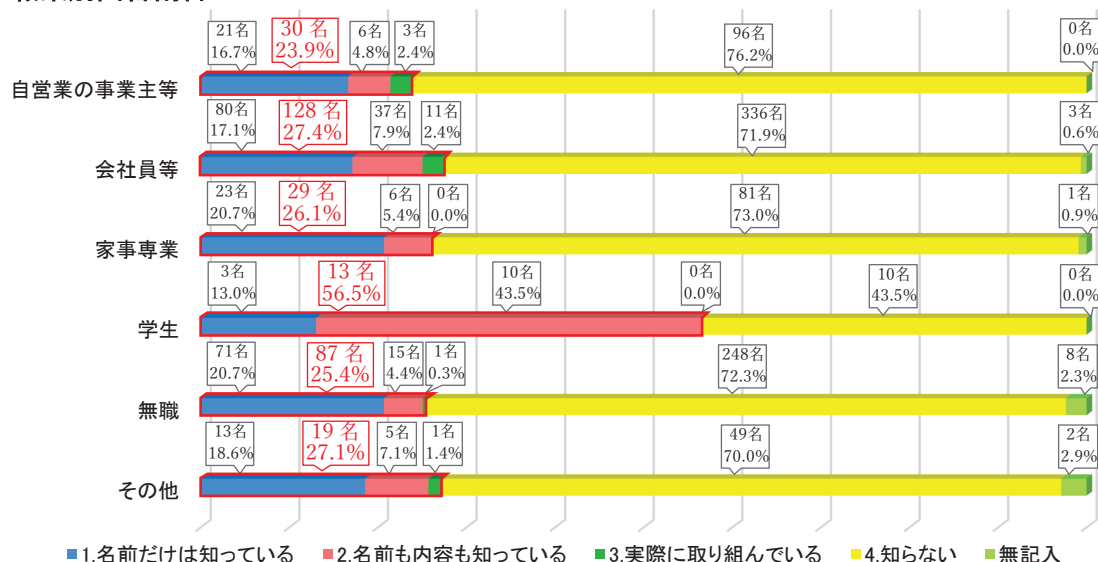 21名 30 名 6名 3名 96名 0名
16.7% 23.9% 4.8% 2.4% 76.2% 0.0%
自営業の事業主等
80名 128 名 37名 11名 336名 3名
17.1% 27.4% 7.9% 2.4% 71.9% 0.6%
会社員等
23名 29 名 6名 0名 81名 1名
20.7% 26.1% 5.4% 0.0% 73.0% 0.9%
家事専業
3名 13 名 10名 0名 10名 0名
13.0% 56.5% 43.5% 0.0% 43.5% 0.0%
学生
71名 87 名 15名 1名 248名 8名
20.7% 25.4% 4.4% 0.3% 72.3% 2.3%
無職
13名 19 名 5名 1名 49名 2名
18.6% 27.1% 7.1% 1.4% 70.0% 2.9%
その他
1.名前だけは知っている 2.名前も内容も知っている 3.実際に取り組んでいる 4.知らない 無記入